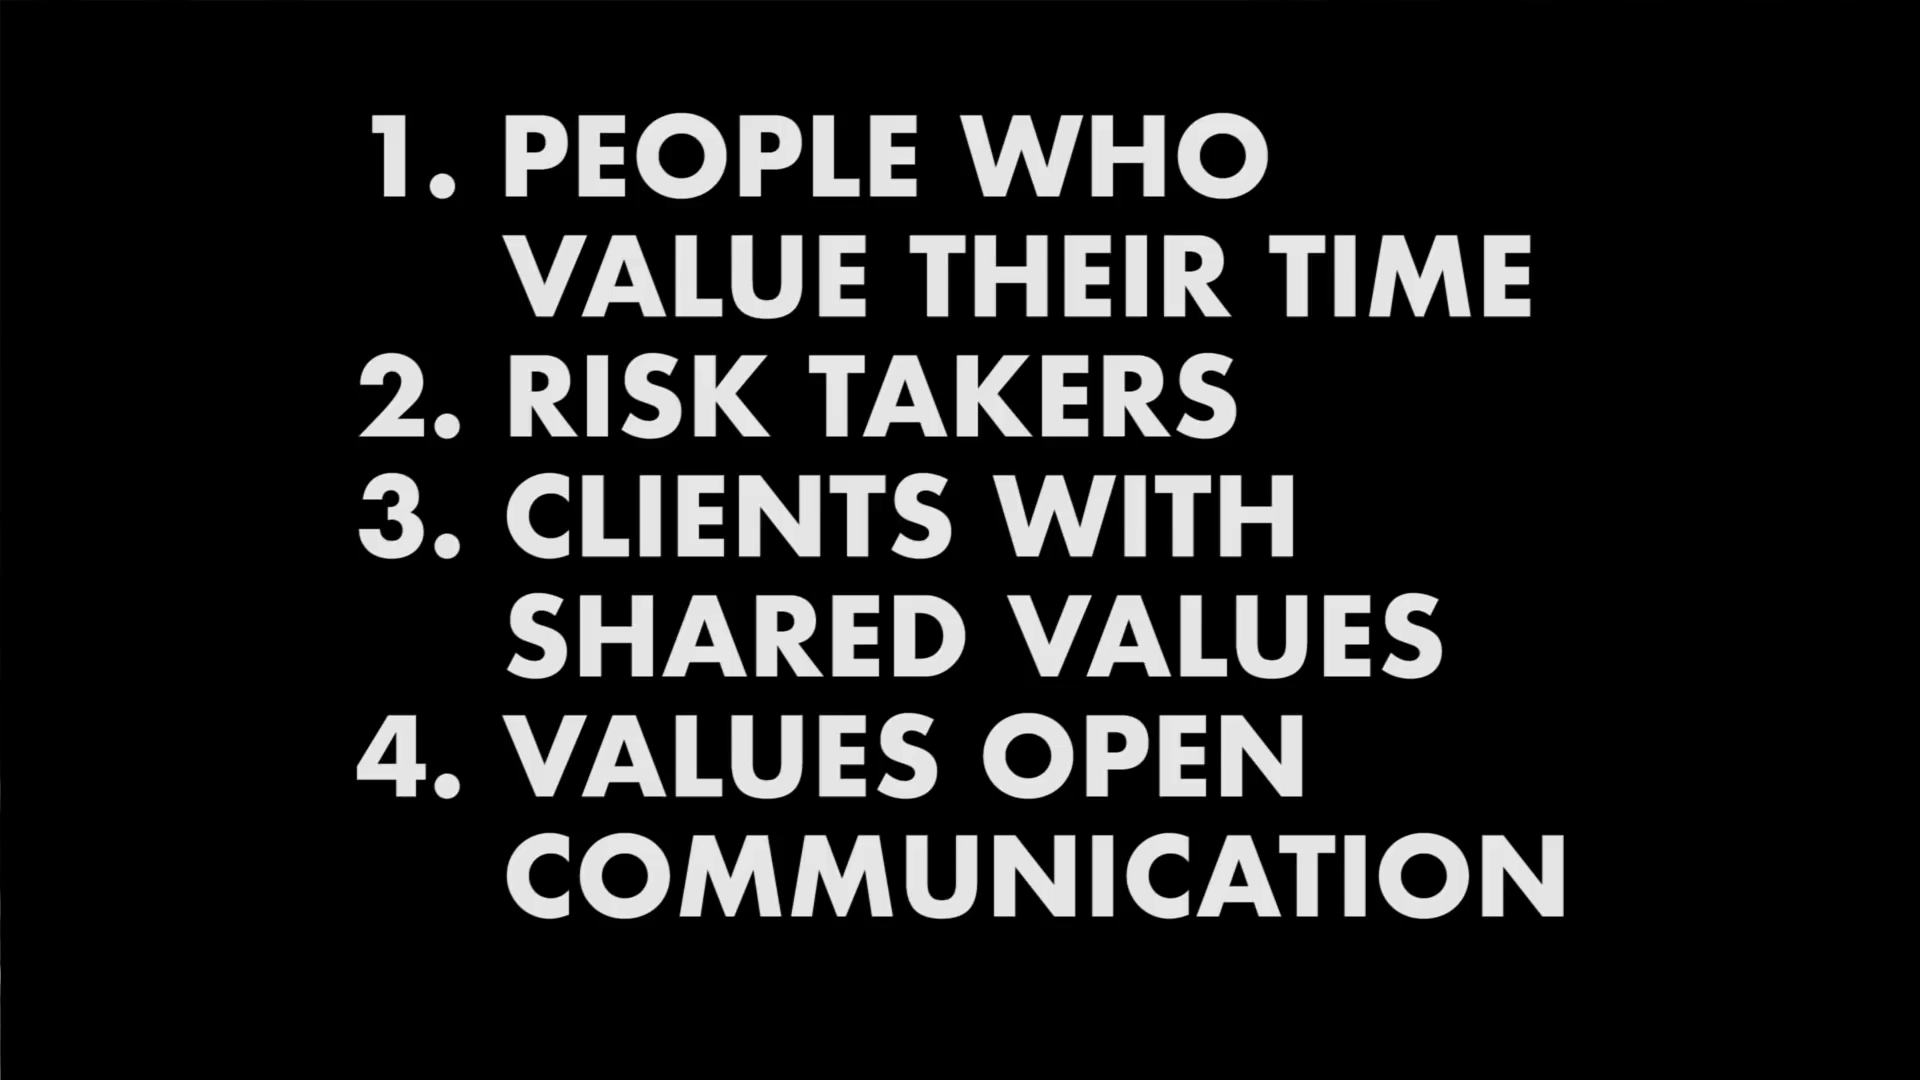 1. PEOPLE WHO
VALUE THEIR TIME
2. RISK TAKERS
3. CLIENTS WITH
SHARED VALUES
4. VALUES OPEN
COMMUNICATION